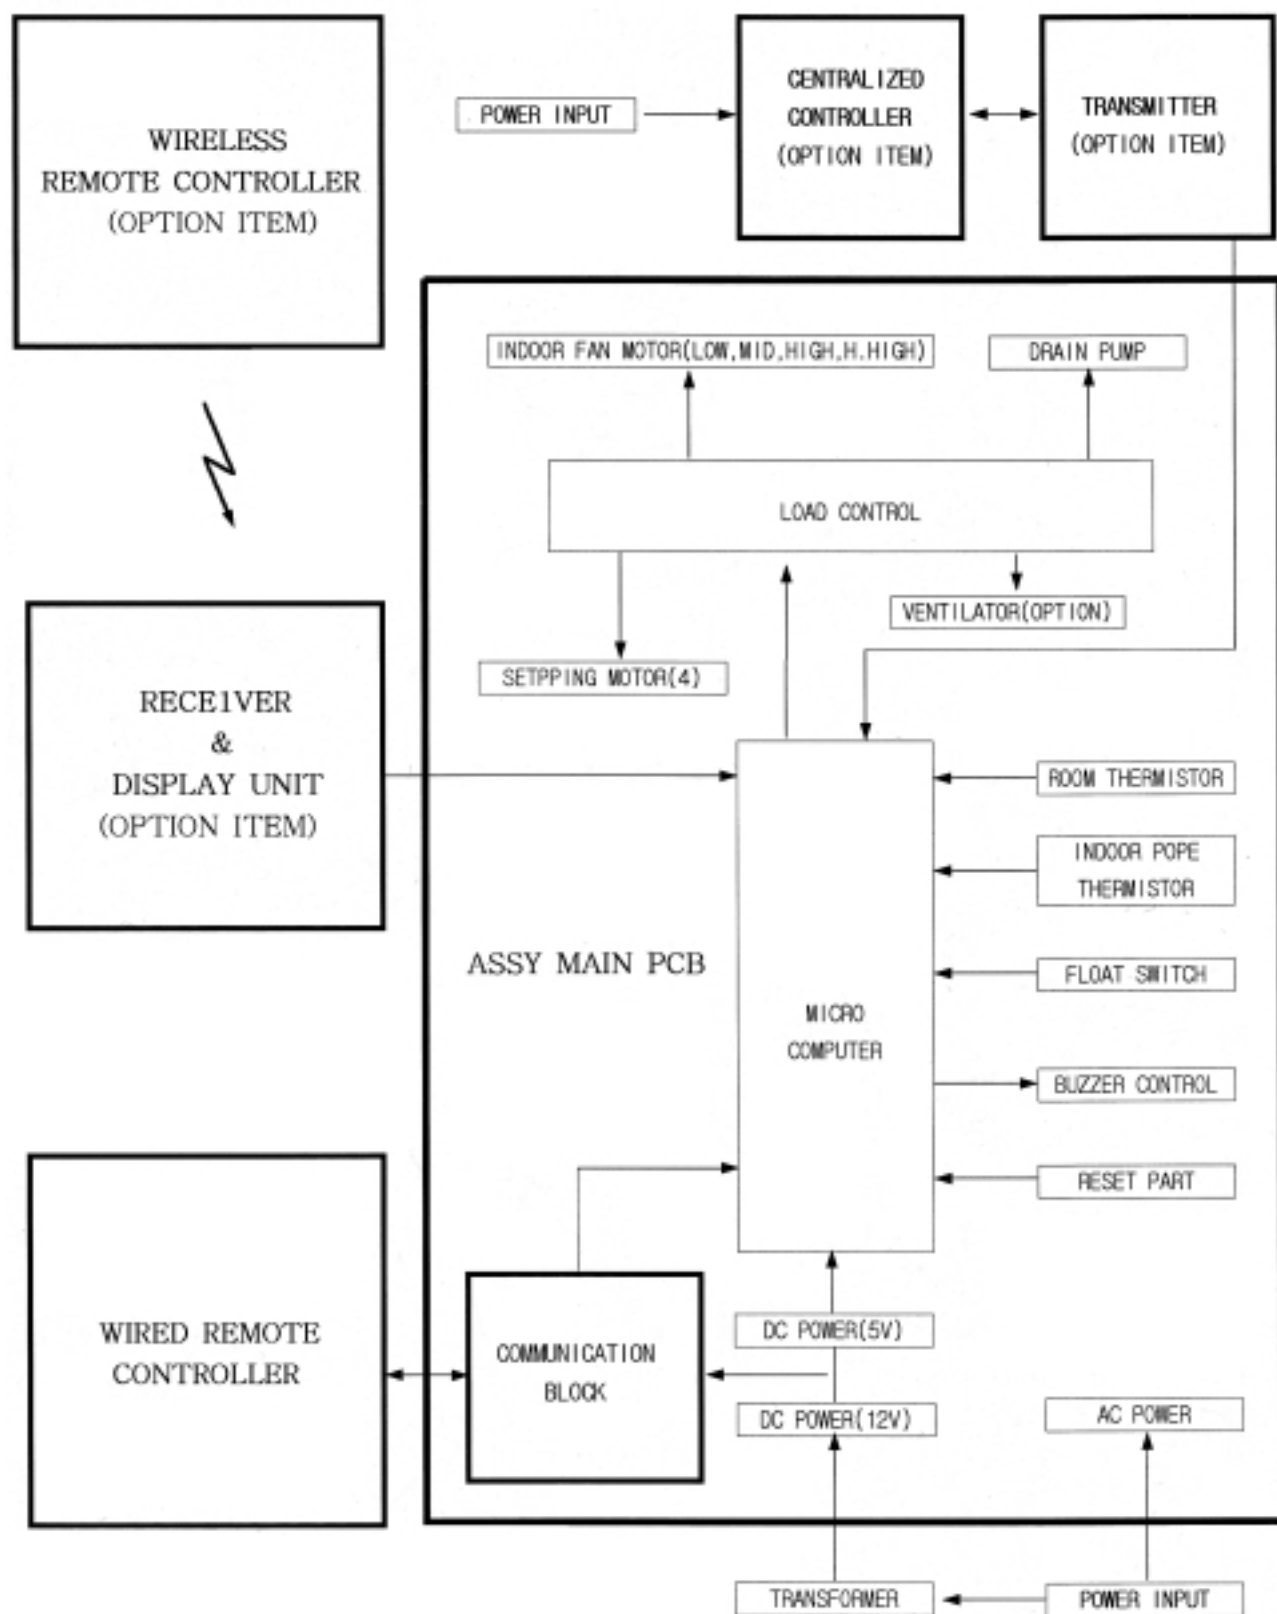 WIRELESS
REMOTE CONTROLLER
(OPTION ITEM)
POWER INPUT
CENTRALIZED
CONTROLLER
(OPTION ITEM)
TRANSMITTER
(OPTION ITEM)
INDOOR FAN MOTOR(LOW,MID,HIGH,H.HIGH)
DRAIN PUMP
LOAD CONTROL
VENTILATOR(OPTION)
SETPPING MOTOR(4)
RECE1VER
&
DISPLAY UNIT
(OPTION ITEM)
ROOM THERMISTOR
INDOOR POPE
THERMISTOR
ASSY MAIN PCB
FLOAT SWITCH
MICRO
COMPUTER
BUZZER CONTROL
RESET PART
WIRED REMOTE
CONTROLLER
COMMUNICATION
BLOCK
DC POWER(5V)
DC POWER(12V)
AC POWER
TRANSFORMER
POWER INPUT